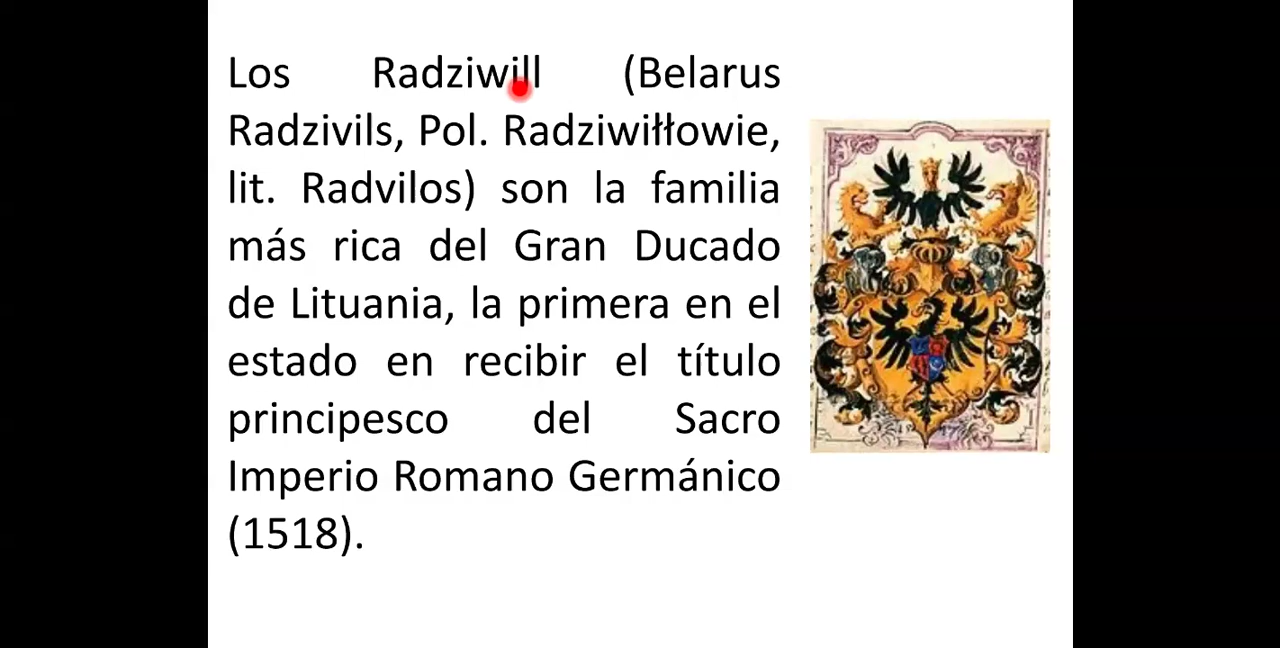 Los Radziwill (Belarus
Radzivils, Pol. Radziwiłłowie,
lit. Radvilos) son la familia
más rica del Gran Ducado
de Lituania, la primera en el
estado en recibir el título
principesco del Sacro
Imperio Romano Germánico
(1518).